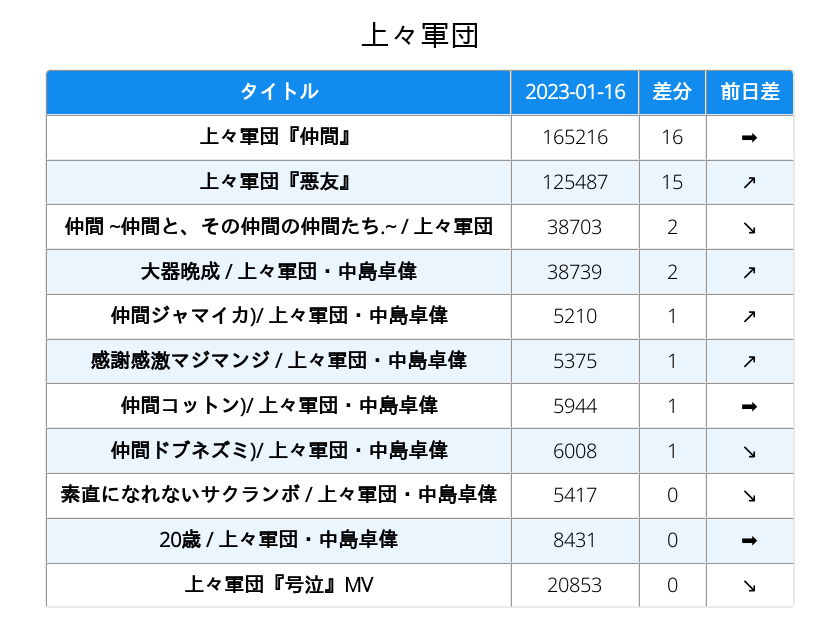 上々軍団
タイトル 2023-01-16 差分 前日差
上々軍団『仲間』 165216 16 ➡
上々軍団『悪友』 125487 15 ↗
仲間 ~仲間と、その仲間の仲間たち.~ / 上々軍団 38703 2 ↘
大器晩成 / 上々軍団・中島卓偉 38739 2 ↗
仲間ジャマイカ)/ 上々軍団・中島卓偉 5210 1 ↗
感謝感激マジマンジ / 上々軍団・中島卓偉 5375 1 ↗
仲間コットン)/ 上々軍団・中島卓偉 5944 1 ➡
仲間ドブネズミ)/ 上々軍団・中島卓偉 6008 1 ↘
素直になれないサクランボ / 上々軍団・中島卓偉 5417 0 ↘
20歳 / 上々軍団・中島卓偉 8431 0 ➡
上々軍団『号泣』MV 20853 0 ↘